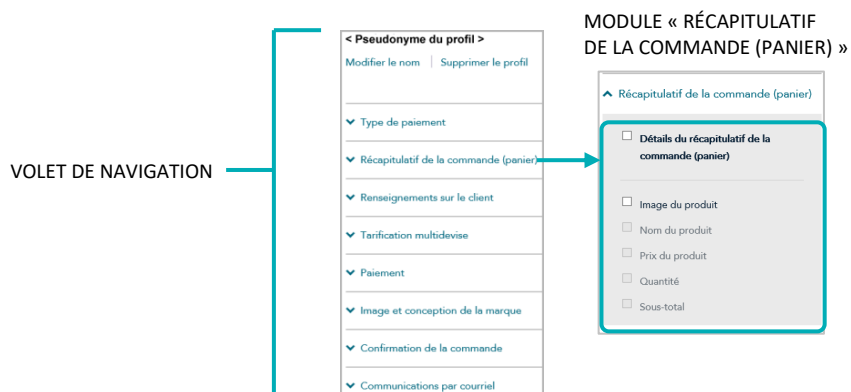 MODULE « RÉCAPITULATIF
DE LA COMMANDE (PANIER) »
VOLET DE NAVIGATION
< Pseudonyme du profil >
Modifier le nom | Supprimer le profil
Type de paiement
Récapitulatif de la commande (panier)
Renseignements sur le client
Tarification multidevise
Paiement
Image et conception de la marque
Confirmation de la commande
Communications par courriel
Récapitulatif de la commande (panier)
Détails du récapitulatif de la
commande (panier)
Image du produit
Nom du produit
Prix du produit
Quantité
Sous-total